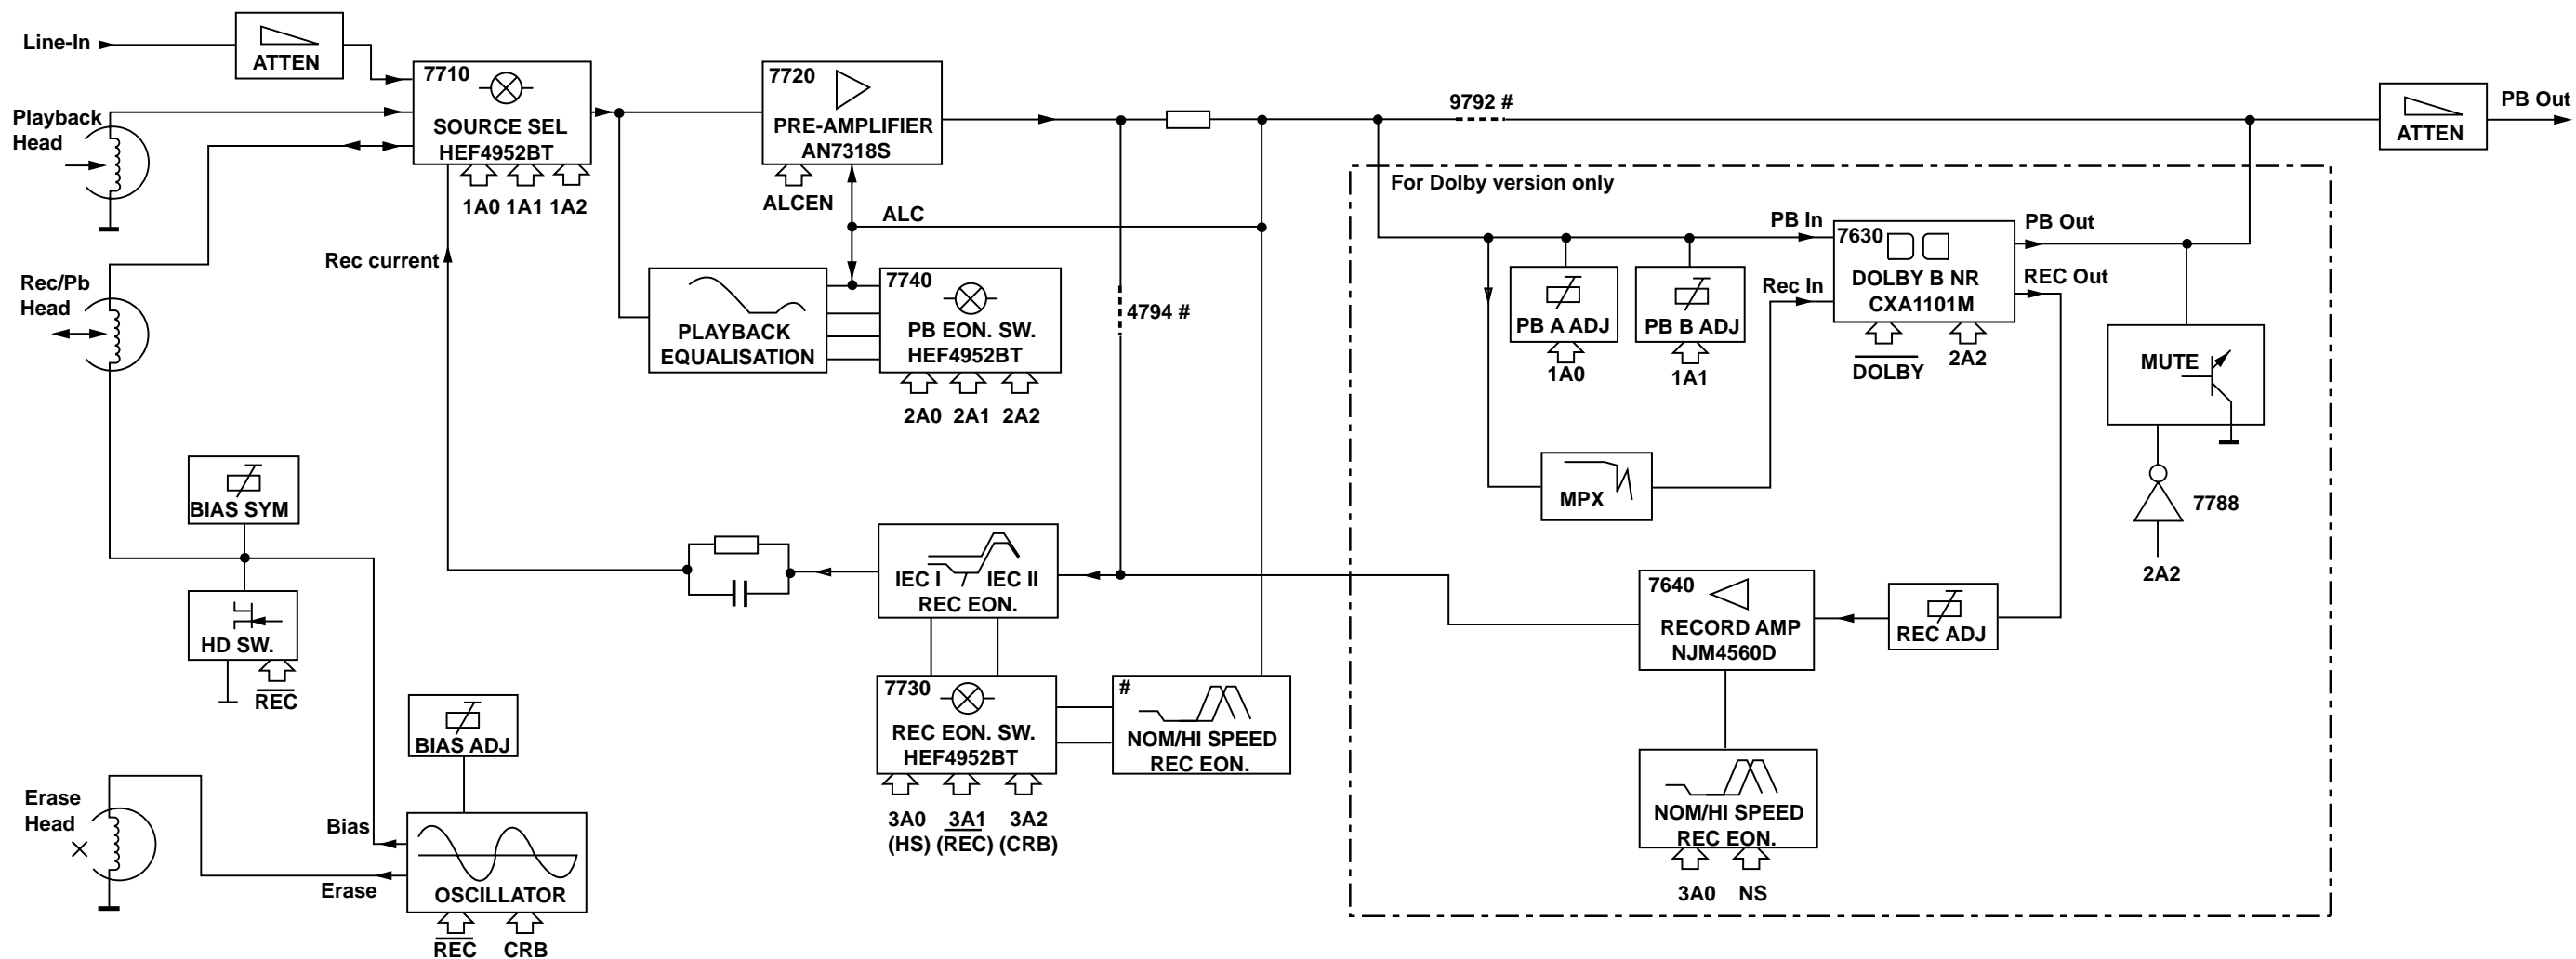 Line-In
ATTEN
7710
SOURCE SEL
HEF4952BT
1A0 1A1 1A2
7720
PRE-AMPLIFIER
AN7318S
ALCEN
ALC
9792 #
ATTEN
PB Out
Playback
Head
Rec/Pb
Head
Rec current
PLAYBACK
EQUALISATION
7740
PB EON. SW.
HEF4952BT
2A0 2A1 2A2
4794 #
For Dolby version only
PB In
Rec In
7630
DOLBY B NR
CXA1101M
DOLBY
2A2
PB Out
REC Out
PB A ADJ
1A0
PB B ADJ
1A1
MUTE
7788
2A2
MPX
BIAS SYM
HD SW.
REC
IEC I IEC II
REC EON.
7730
REC EON. SW.
HEF4952BT
3A0 3A1 3A2
(HS) (REC) (CRB)
#
NOM/HI SPEED
REC EON.
7640
RECORD AMP
NJM4560D
REC ADJ
NOM/HI SPEED
REC EON.
3A0 NS
BIAS ADJ
Erase
Head
Bias
Erase
OSCILLATOR
REC CRB